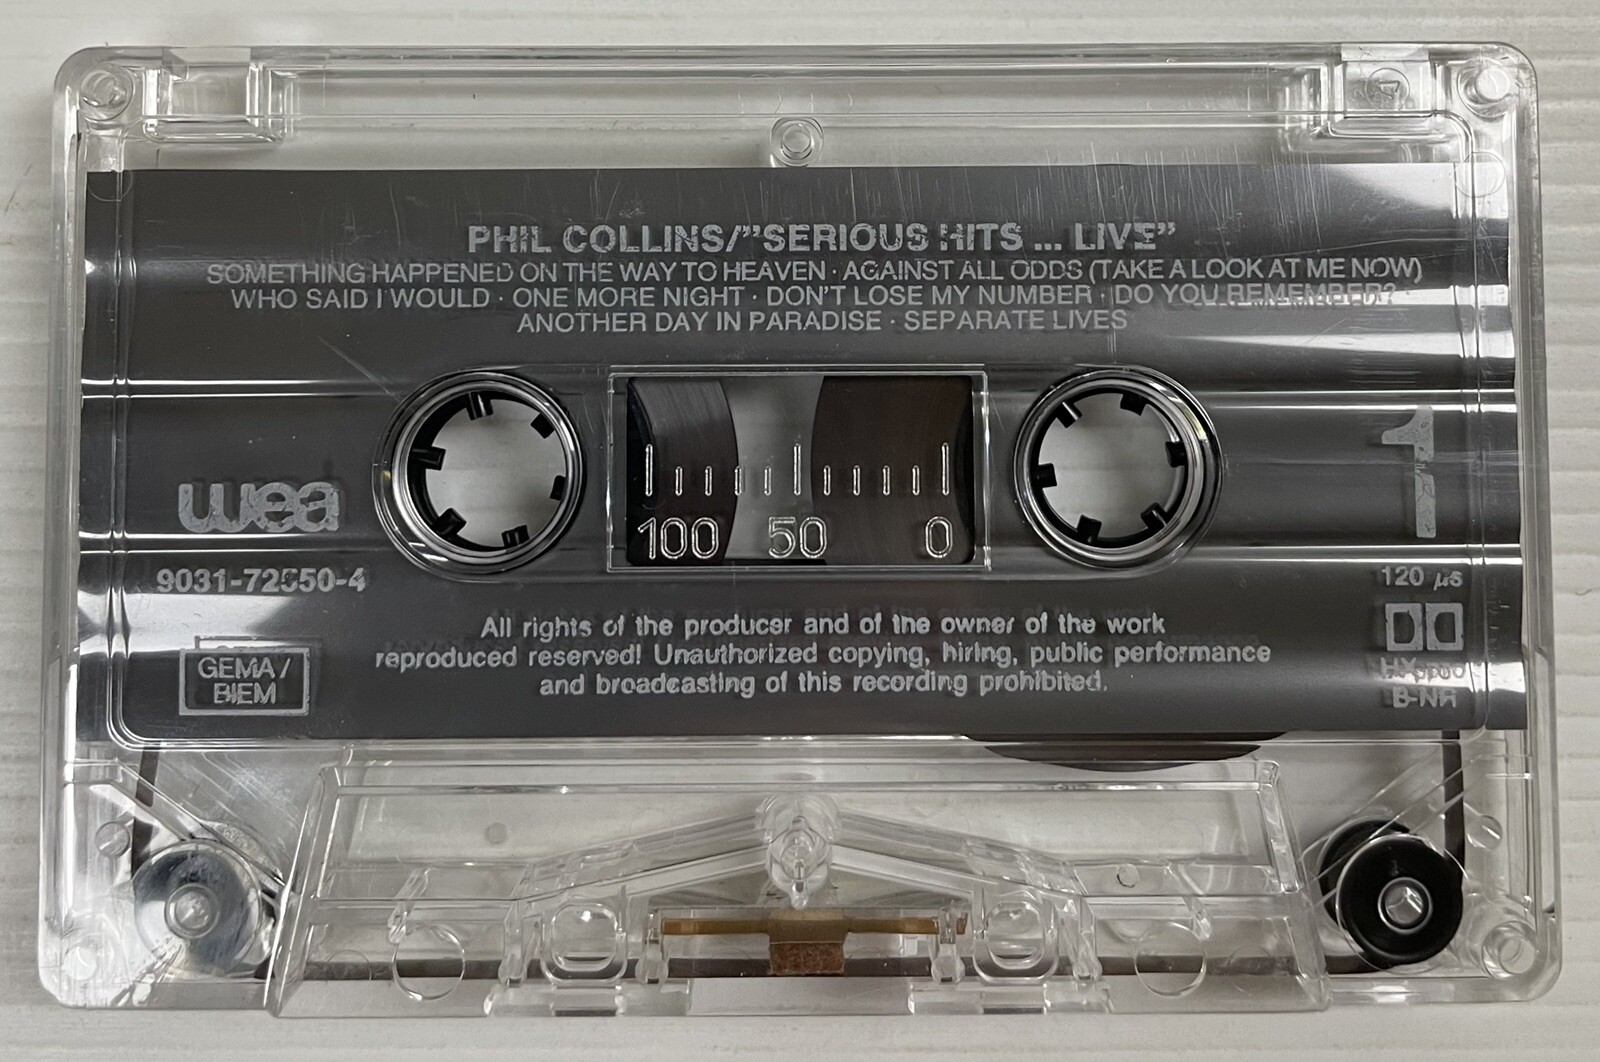 PHIL COLLINS/"SERIOUS HITS ... LIVE"
SOMETHING HAPPENED ON THE WAY TO HEAVEN · AGAINST ALL ODDS (TAKE A LOOK AT ME NOW)
WHO SAID I WOULD · ONE MORE NIGHT · DON'T LOSE MY NUMBER · DO YOU REMEMBER? ·
ANOTHER DAY IN PARADISE · SEPARATE LIVES
1
100 50 0
wea
9031-72550-4
120 µs
All rights of the producer and of the owner of the work
reproduced reserved! Unauthorized copying, hiring, public performance
and broadcasting of this recording prohibited.
GEMA/
BIEM
HX-PRO
B-NR